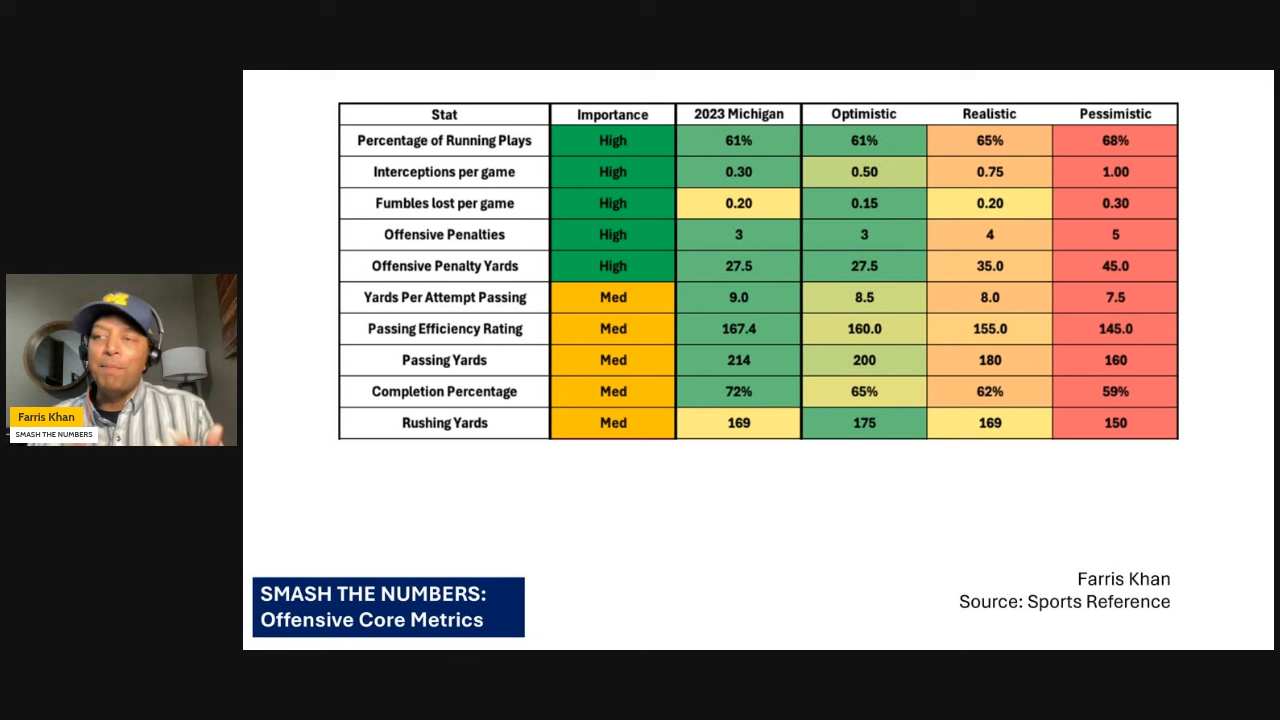 Stat Importance 2023 Michigan Optimistic Realistic Pessimistic
Percentage of Running Plays High 61% 61% 65% 68%
Interceptions per game High 0.30 0.50 0.75 1.00
Fumbles lost per game High 0.20 0.15 0.20 0.30
Offensive Penalties High 3 3 4 5
Offensive Penalty Yards High 27.5 27.5 35.0 45.0
Yards Per Attempt Passing Med 9.0 8.5 8.0 7.5
Passing Efficiency Rating Med 167.4 160.0 155.0 145.0
Passing Yards Med 214 200 180 160
Completion Percentage Med 72% 65% 62% 59%
Rushing Yards Med 169 175 169 150
Farris Khan
SMASH THE NUMBERS
SMASH THE NUMBERS:
Offensive Core Metrics
Farris Khan
Source: Sports Reference